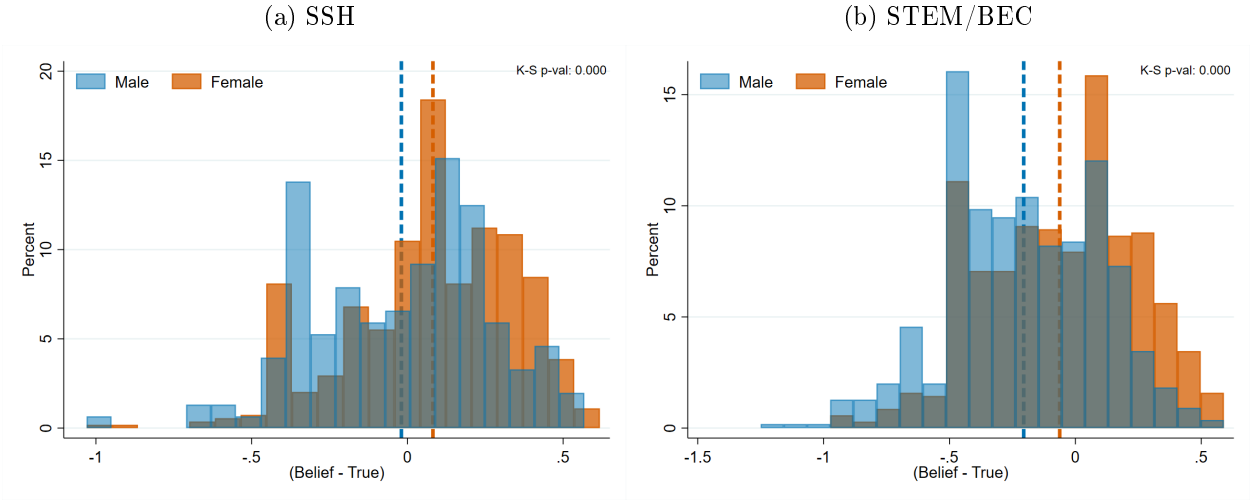 (a) SSH
Male Female
K-S p-val: 0.000
Percent
20
15
10
5
0
-1 -.5 0 .5
(Belief - True)
(b) STEM/BEC
Male Female
K-S p-val: 0.000
Percent
15
10
5
0
-1.5 -1 -.5 0 .5
(Belief - True)